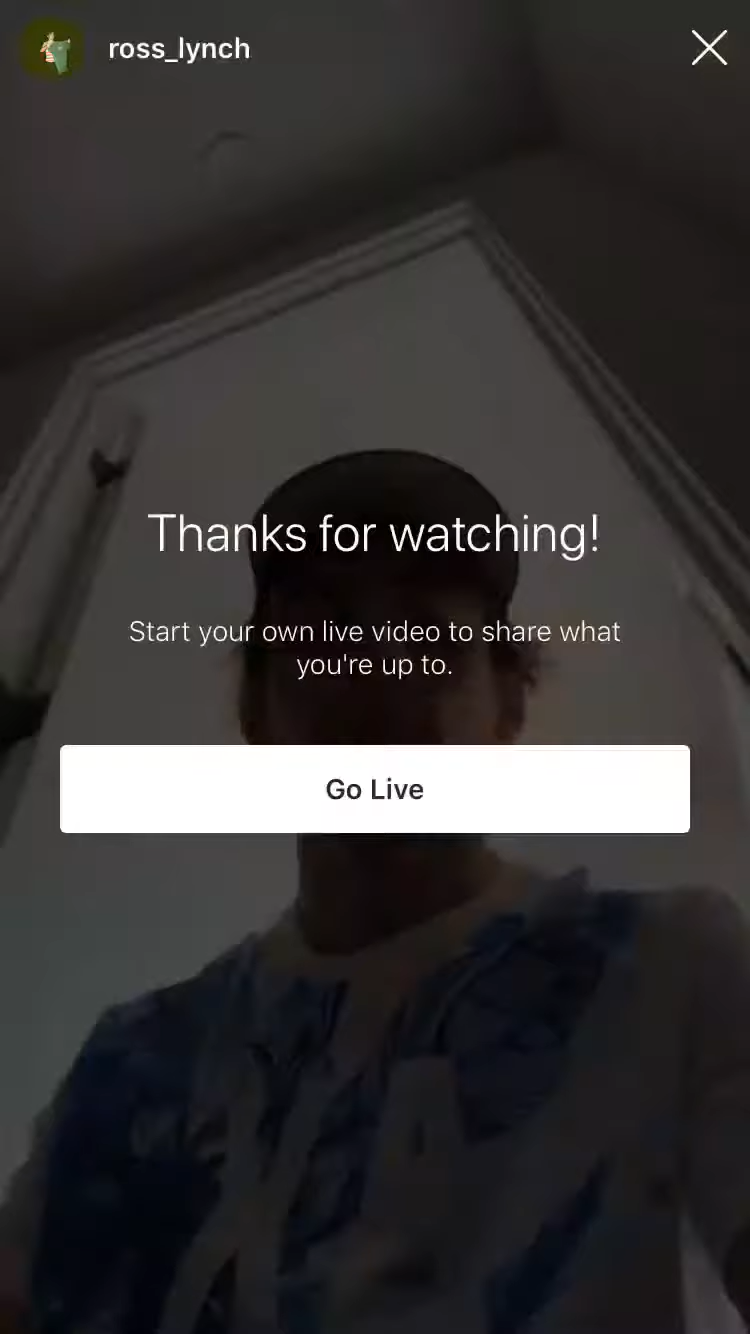 ross_lynch
Thanks for watching!
Start your own live video to share what
you're up to.
Go Live